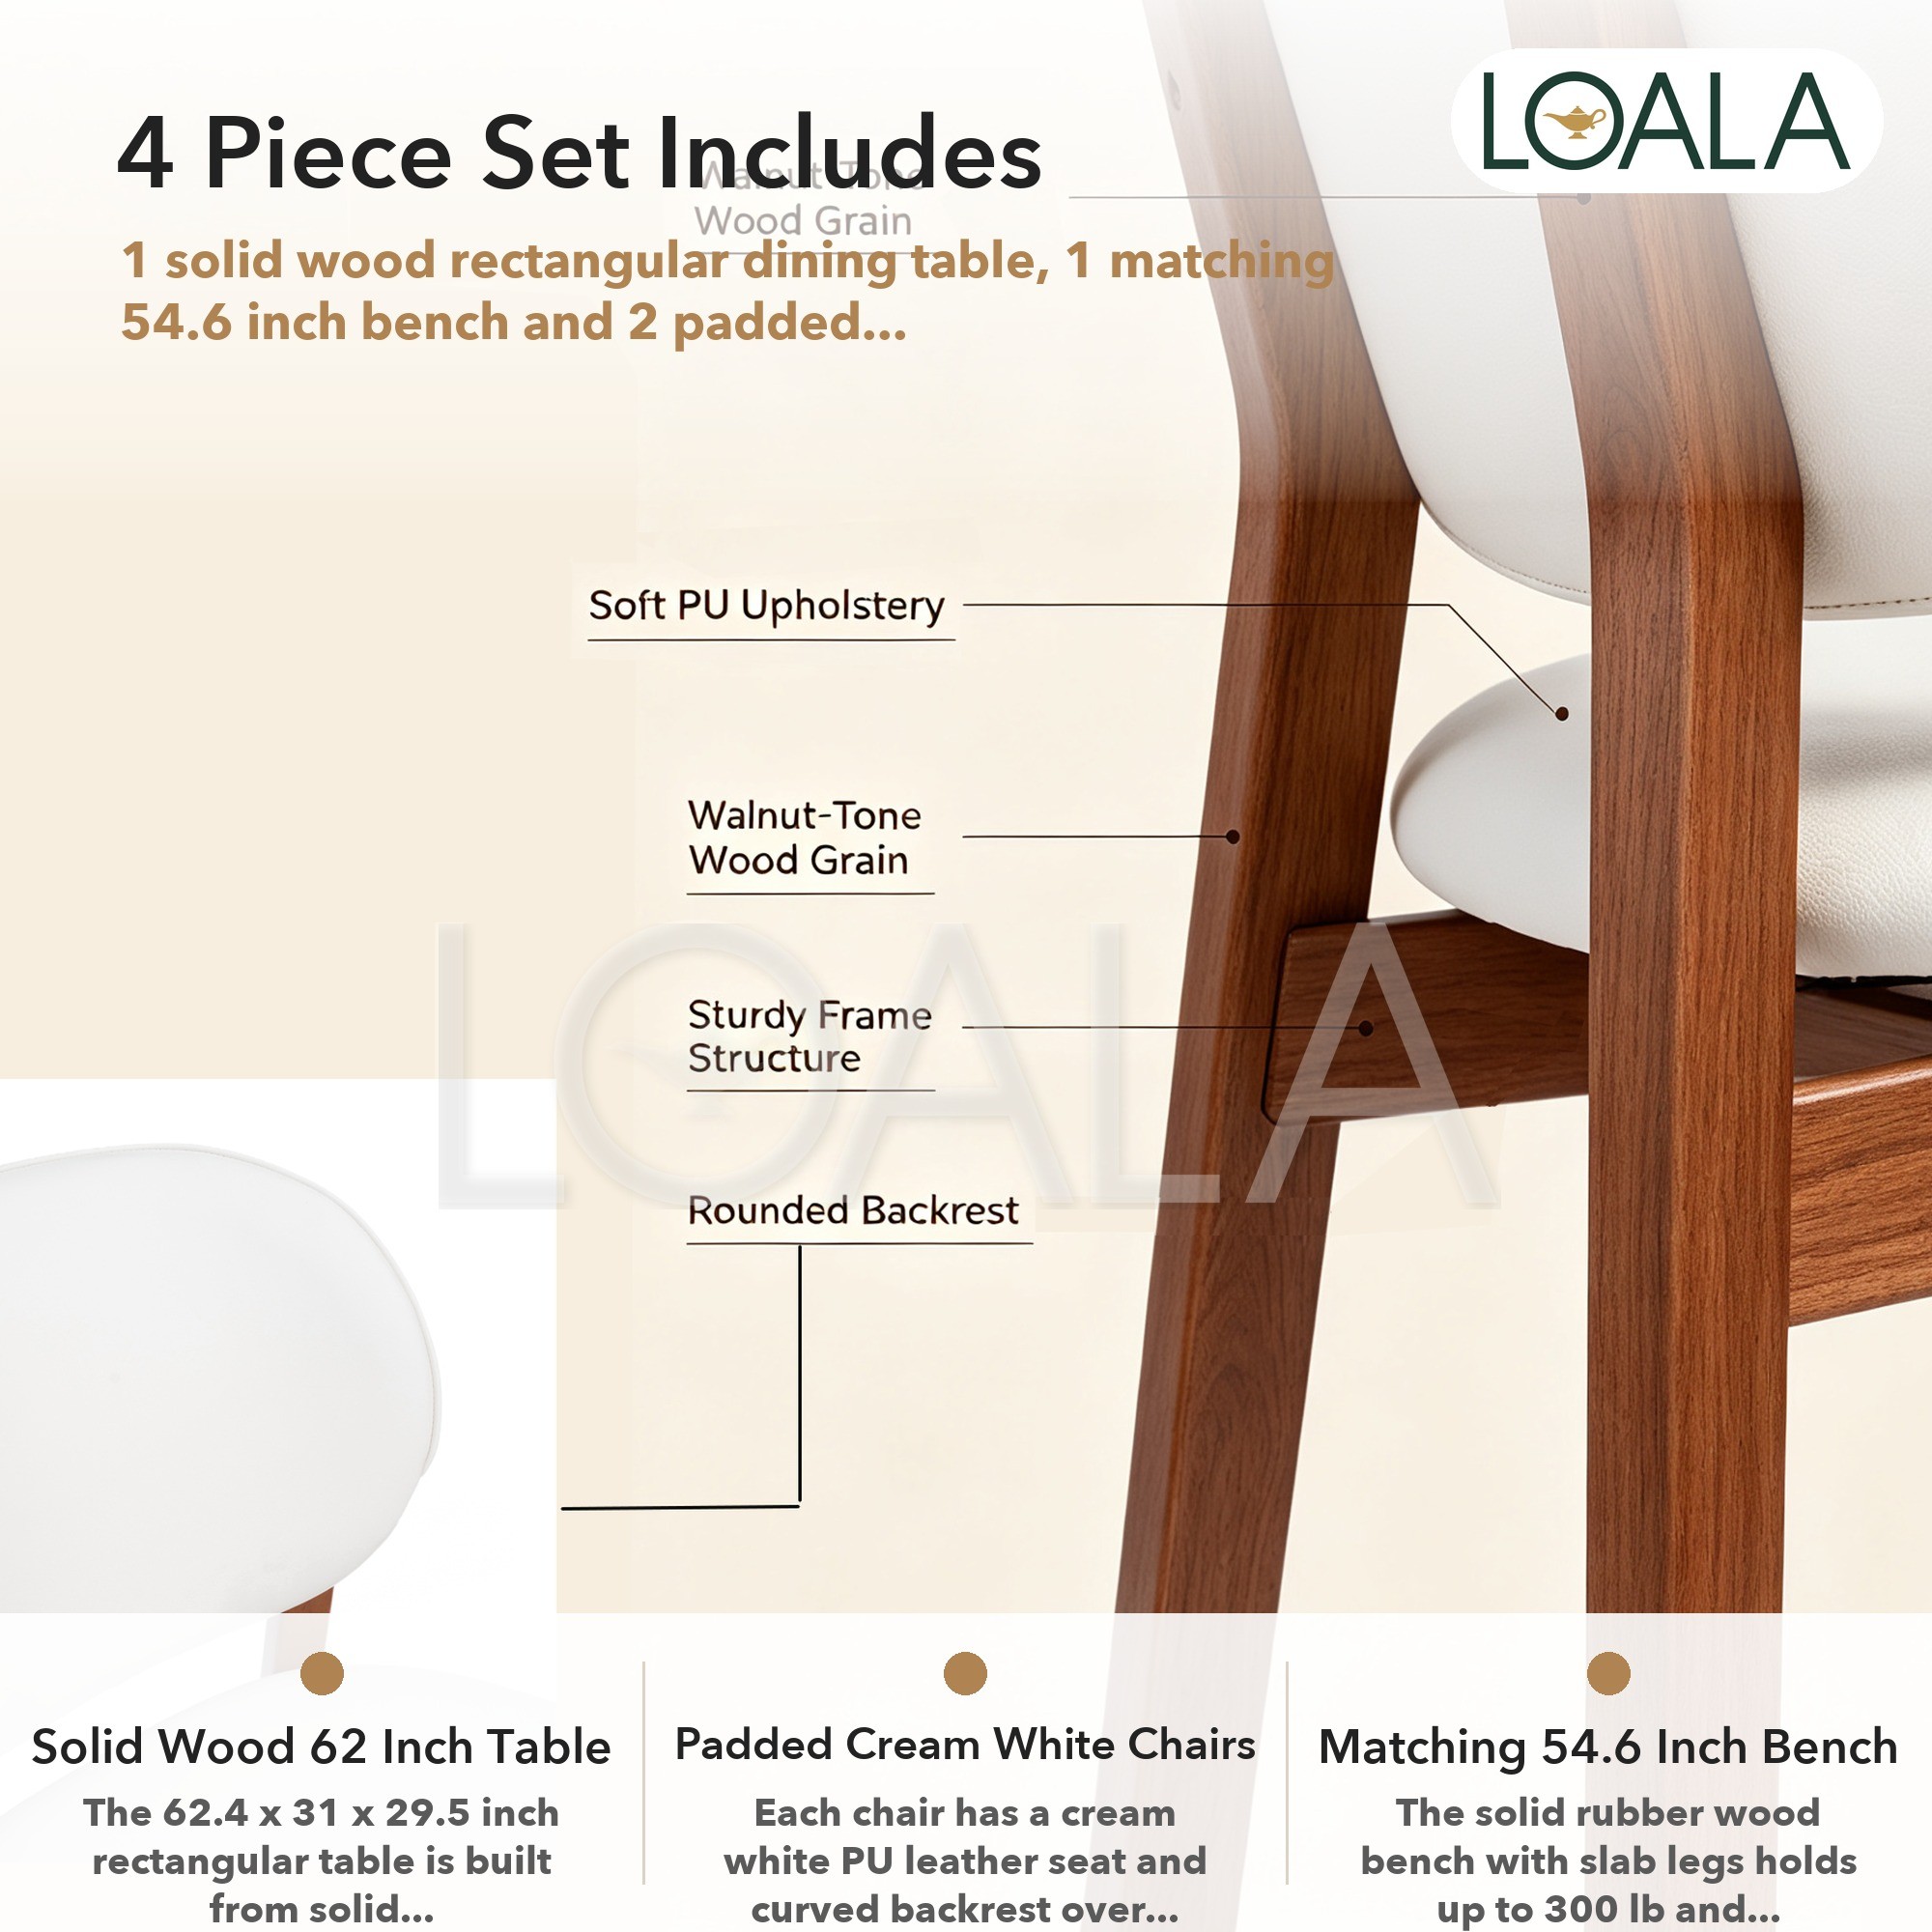 LOALA
4 Piece Set Includes
Walnut-Tone
Wood Grain
1 solid wood rectangular dining table, 1 matching
54.6 inch bench and 2 padded...
Soft PU Upholstery
Walnut-Tone
Wood Grain
LOALA
Sturdy Frame
Structure
Rounded Backrest
Solid Wood 62 Inch Table
The 62.4 x 31 x 29.5 inch
rectangular table is built
from solid...
Padded Cream White Chairs
Each chair has a cream
white PU leather seat and
curved backrest over...
Matching 54.6 Inch Bench
The solid rubber wood
bench with slab legs holds
up to 300 lb and...